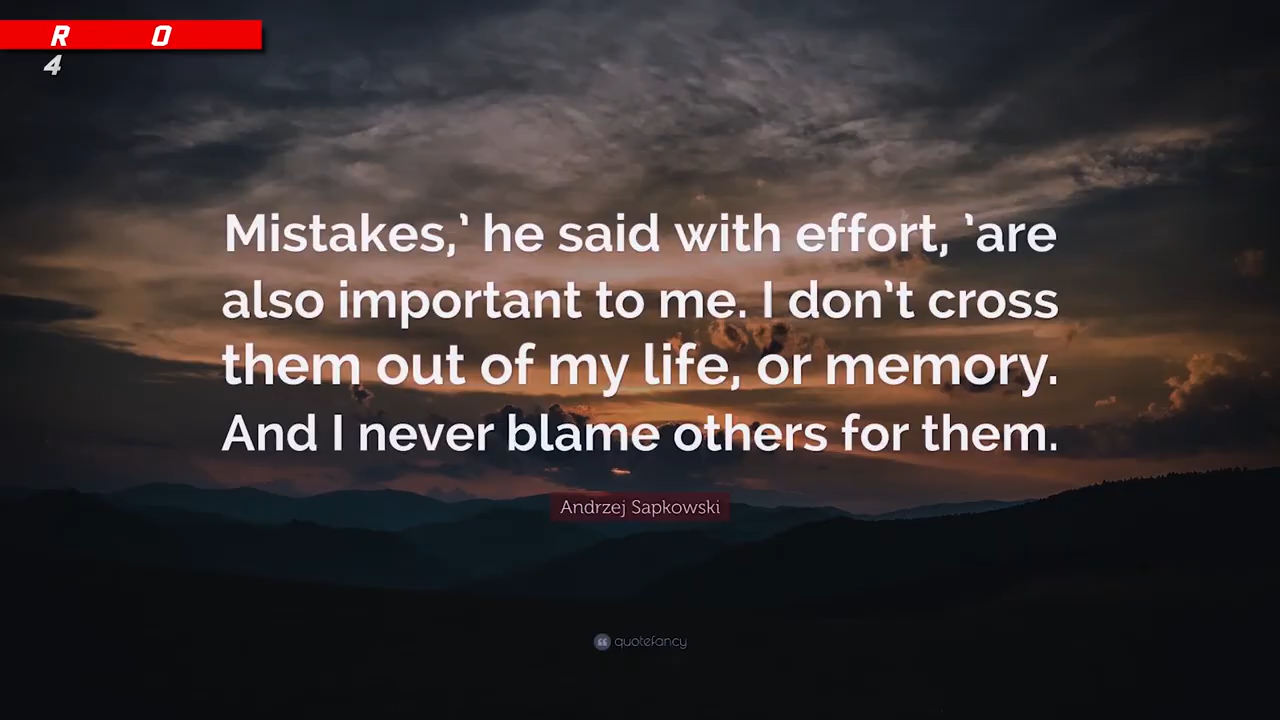 R O
4
Mistakes,’ he said with effort, ’are
also important to me. I don’t cross
them out of my life, or memory.
And I never blame others for them.
Andrzej Sapkowski
quotefancy